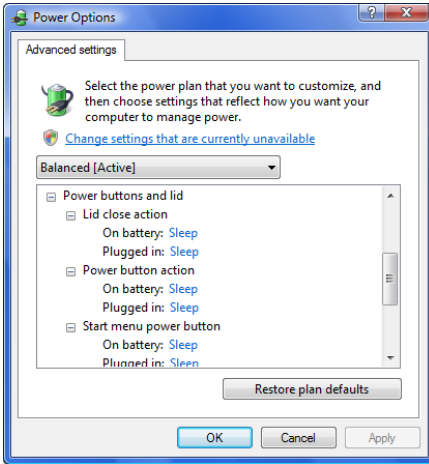 Power Options
Advanced settings
Select the power plan that you want to customize, and
then choose settings that reflect how you want your
computer to manage power.
Change settings that are currently unavailable
Balanced [Active]
Power buttons and lid
Lid close action
On battery: Sleep
Plugged in: Sleep
Power button action
On battery: Sleep
Plugged in: Sleep
Start menu power button
On battery: Sleep
Plugged in: Sleep
Restore plan defaults
OK Cancel Apply